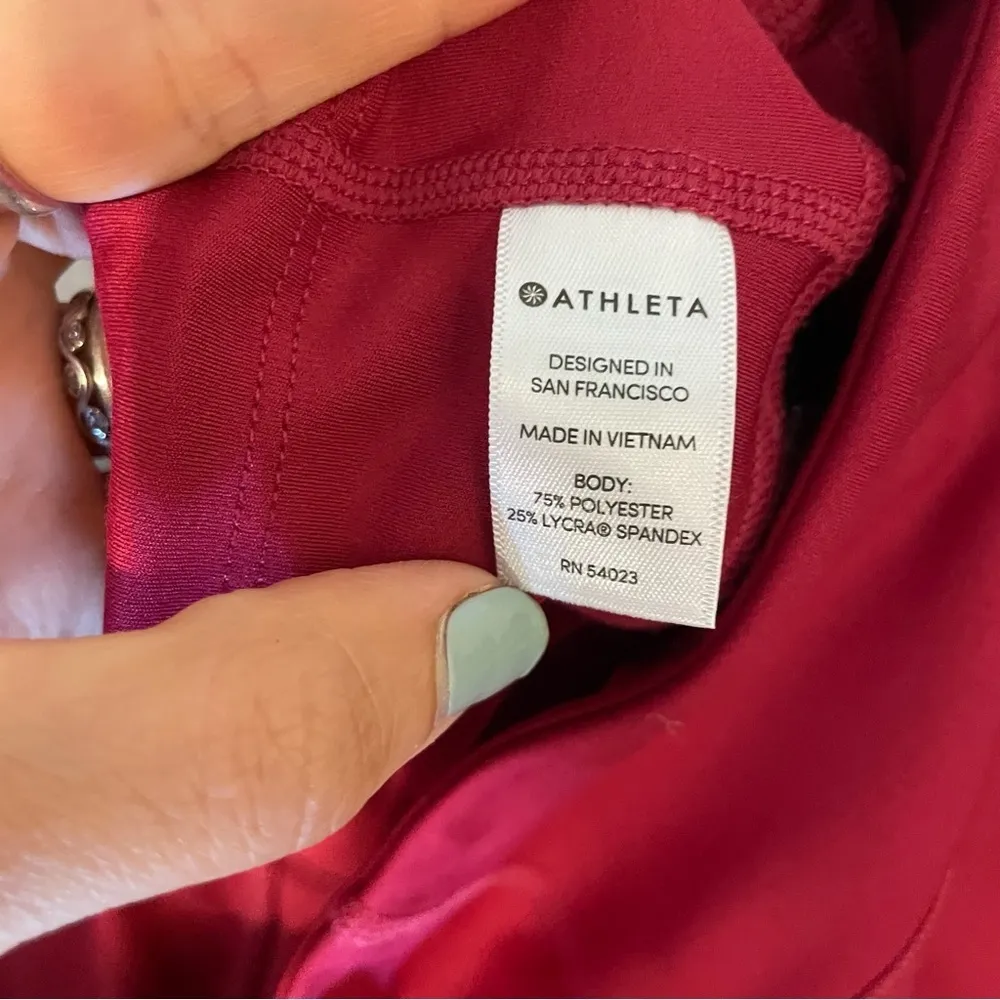 ATHLETA
DESIGNED IN
SAN FRANCISCO
MADE IN VIETNAM
BODY:
75% POLYESTER
25% LYCRA® SPANDEX
RN 54023